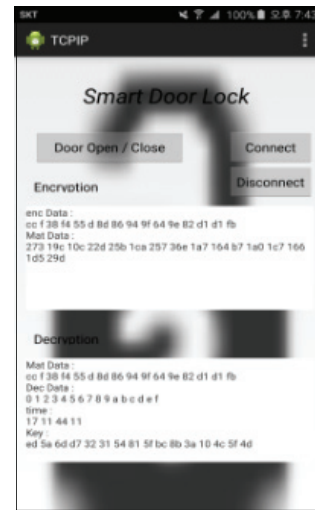 SKT 100% 오후 7:43
TCPIP
Smart Door Lock
Door Open / Close Connect
Disconnect
Encryption
enc Data :
cc f 38 f4 55 d 8d 86 94 9f 64 9e 82 d1 d1 fb
Mat Data :
273 19c 10c 22d 25b 1ca 257 36e 1a7 164 b7 1a0 1c7 166
1d5 29d
Decryption
Mat Data :
cc f 38 f4 55 d 8d 86 94 9f 64 9e 82 d1 d1 fb
Dec Data :
0 1 2 3 4 5 6 7 8 9 a b c d e f
time :
17 11 44 11
Key :
ed 5a 6d d7 32 31 54 81 5f bc 8b 3a 10 4c 5f 4d